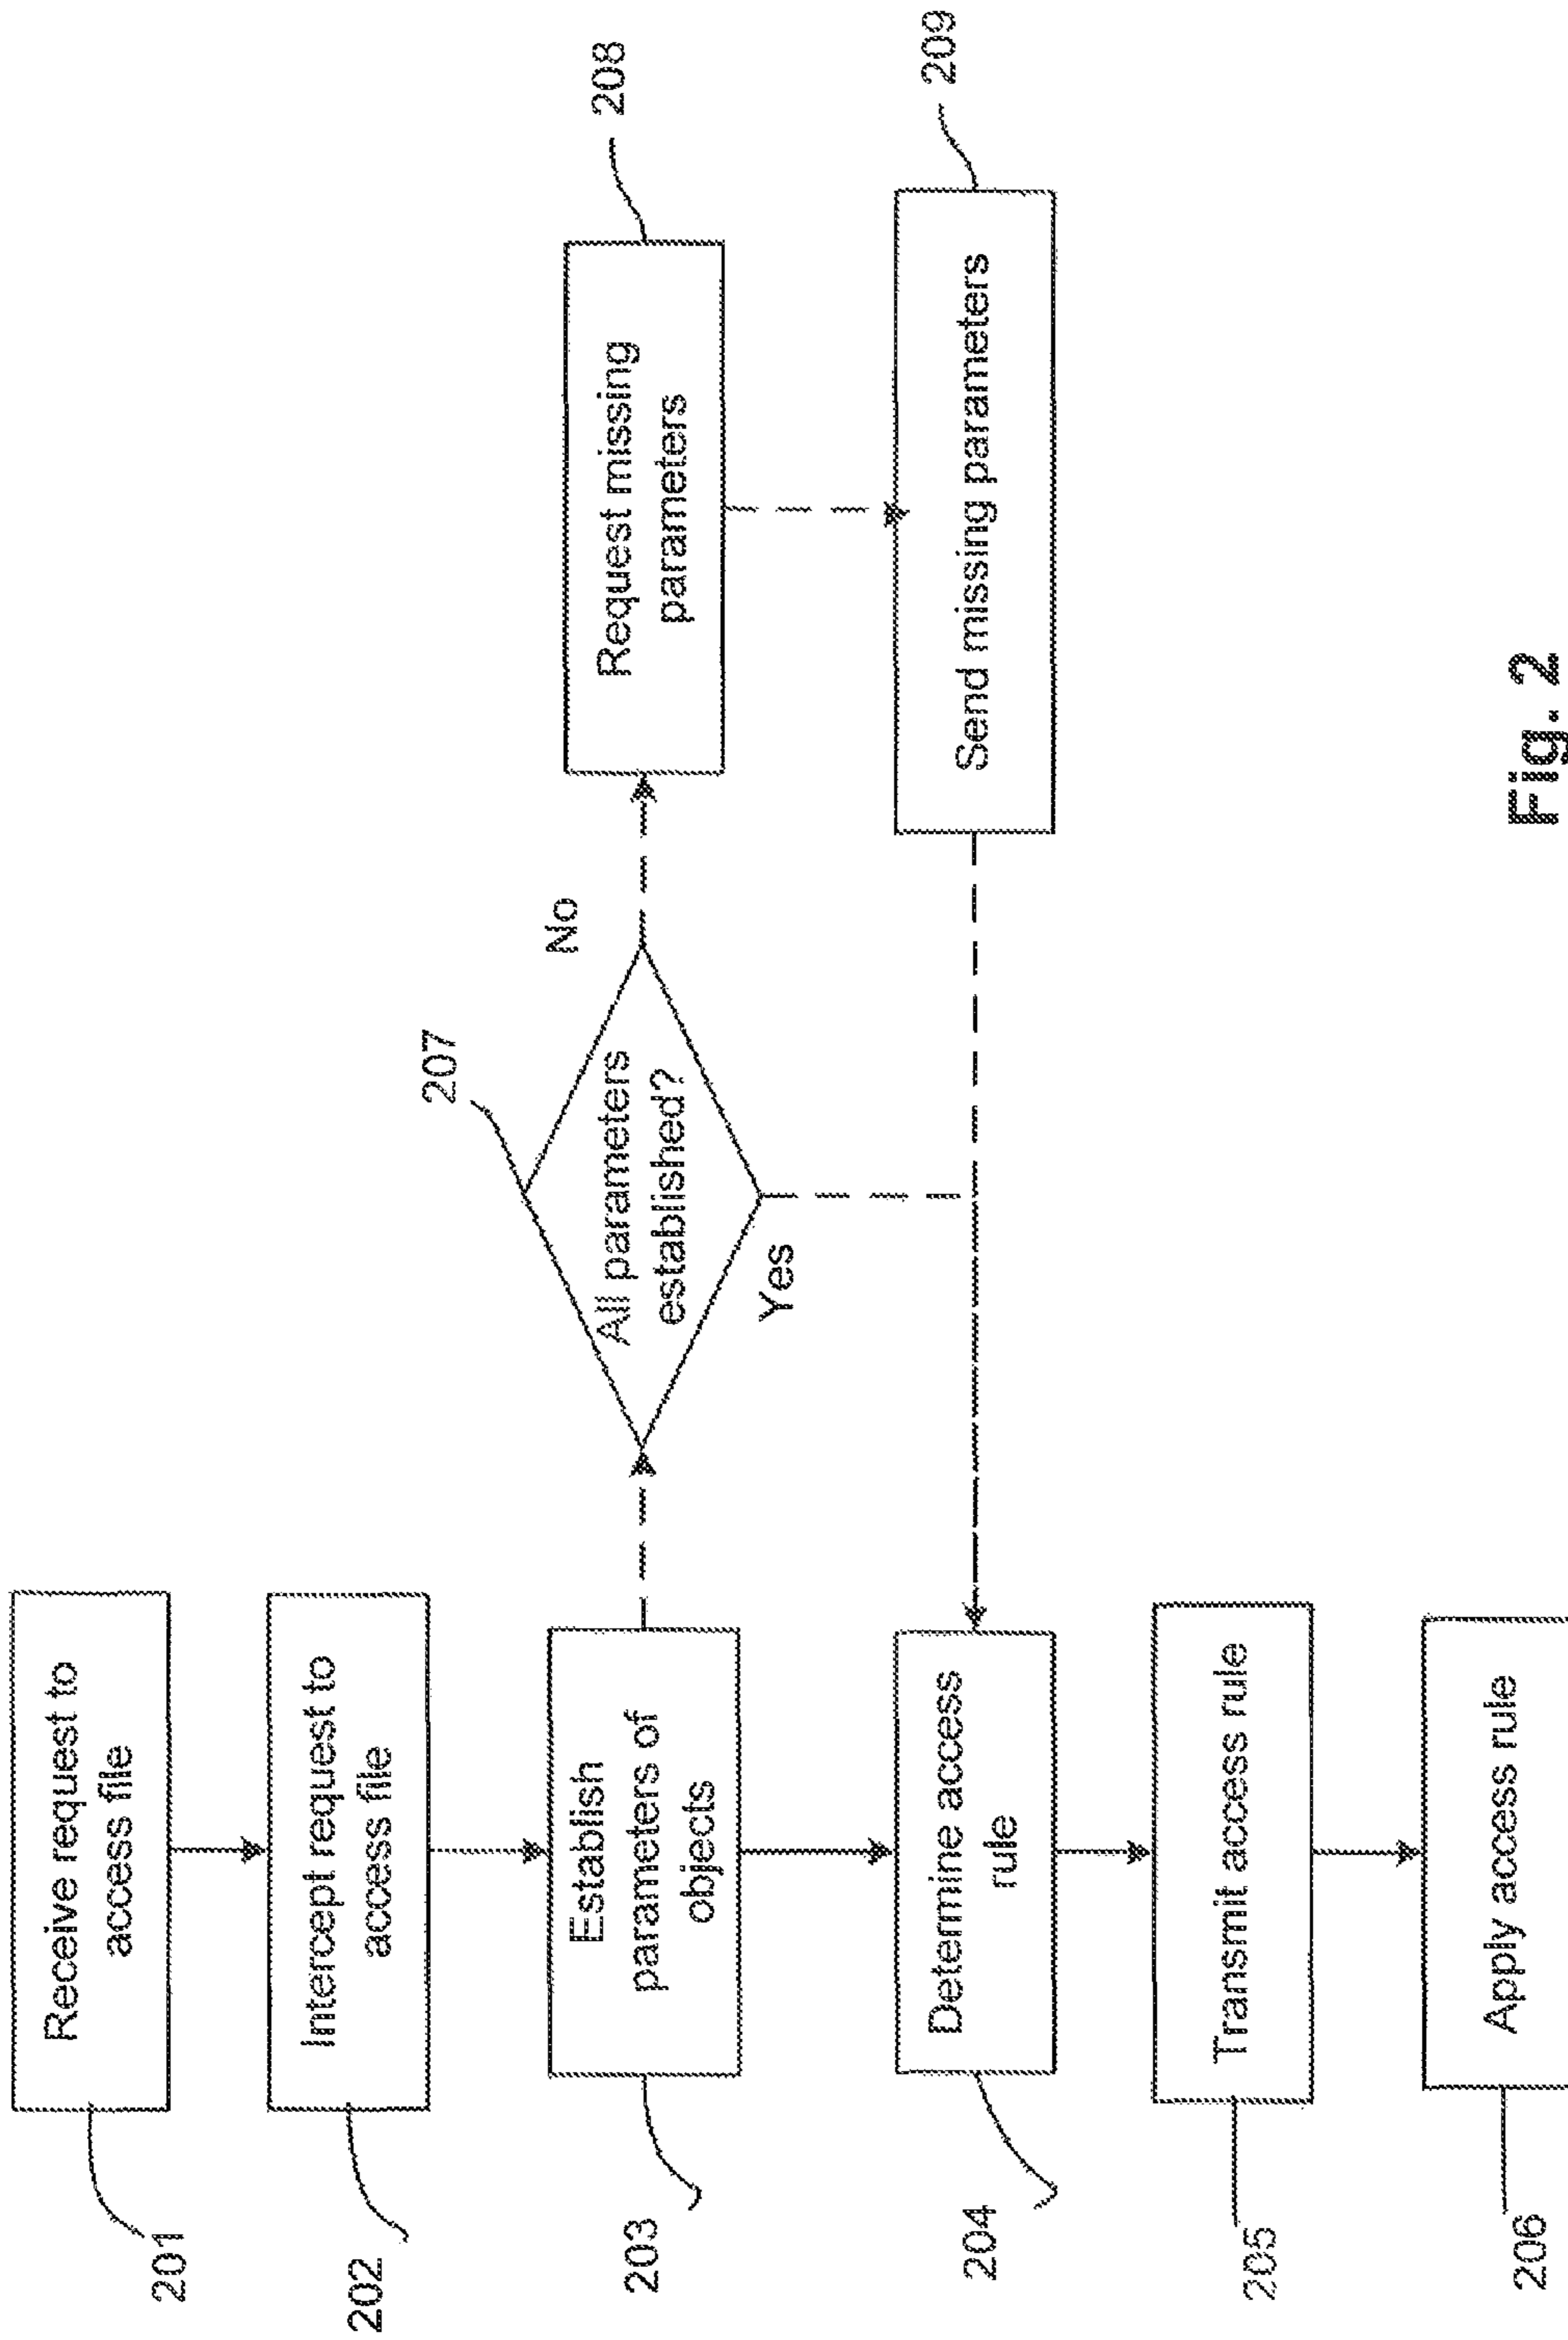 201
Receive request to
access file
202
Intercept request to
access file
203
Establish
parameters of
objects
207
All parameters
established?
No
Yes
208
Request missing
parameters
209
Send missing parameters
204
Determine access
rule
205
Transmit access rule
206
Apply access rule
Fig. 2